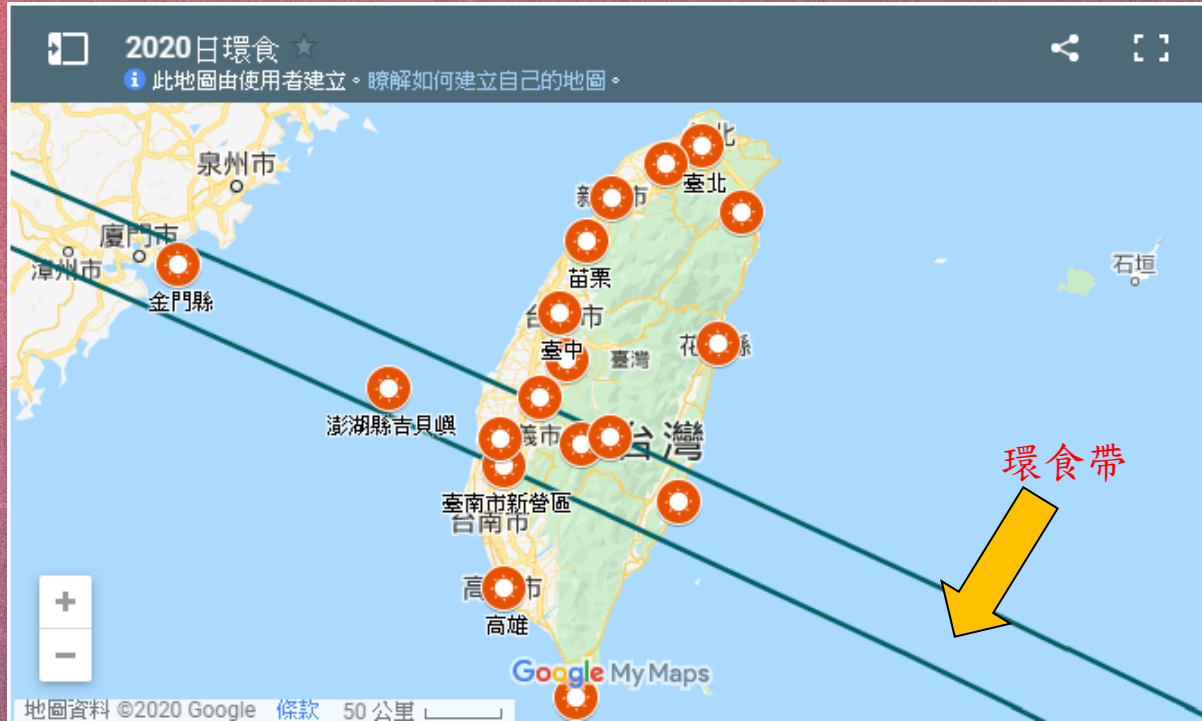 2020日環食
此地圖由使用者建立。瞭解如何建立自己的地圖。
泉州市
北
臺北
新 市
廈門市
漳州市
金門縣
苗栗
石垣
台 市
臺中
臺灣
花 縣
澎湖縣吉貝嶼
義市
台灣
環食帶
臺南市新營區
台南市
高 市
高雄
+
−
Google My Maps
地圖資料 ©2020 Google 條款 50 公里